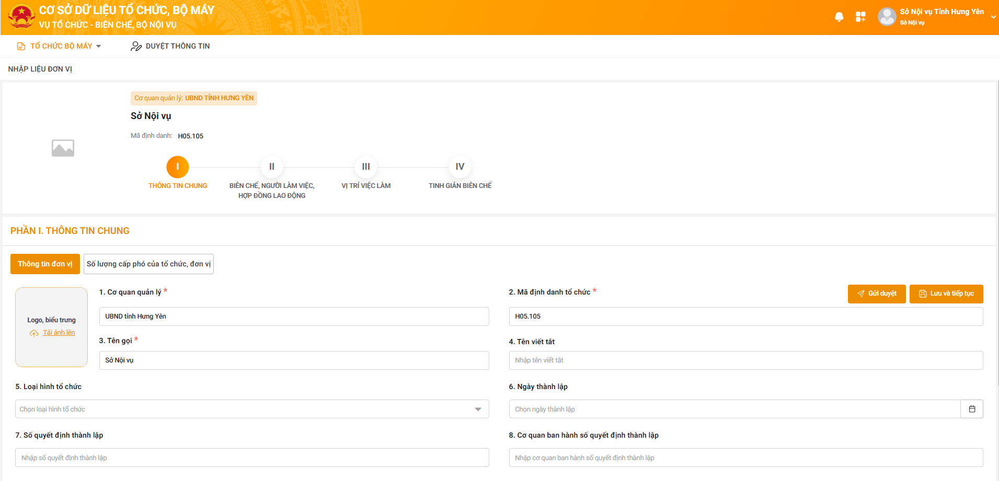 CƠ SỞ DỮ LIỆU TỔ CHỨC, BỘ MÁY
VỤ TỔ CHỨC - BIÊN CHẾ, BỘ NỘI VỤ
Sở Nội vụ Tỉnh Hưng Yên
Sở Nội vụ
TỔ CHỨC BỘ MÁY
DUYỆT THÔNG TIN
NHẬP LIỆU ĐƠN VỊ
Cơ quan quản lý: UBND TỈNH HƯNG YÊN
Sở Nội vụ
Mã định danh: H05.105
I
II
III
IV
THÔNG TIN CHUNG
BIÊN CHẾ, NGƯỜI LÀM VIỆC,
HỢP ĐỒNG LAO ĐỘNG
VỊ TRÍ VIỆC LÀM
TINH GIẢN BIÊN CHẾ
PHẦN I. THÔNG TIN CHUNG
Thông tin đơn vị
Số lượng cấp phó của tổ chức, đơn vị
Logo, biểu trưng
Tải ảnh lên
1. Cơ quan quản lý *
UBND tỉnh Hưng Yên
2. Mã định danh tổ chức *
Gửi duyệt
Lưu và tiếp tục
H05.105
3. Tên gọi *
Sở Nội vụ
4. Tên viết tắt
Nhập tên viết tắt
5. Loại hình tổ chức
Chọn loại hình tổ chức
6. Ngày thành lập
Chọn ngày thành lập
7. Số quyết định thành lập
Nhập số quyết định thành lập
8. Cơ quan ban hành số quyết định thành lập
Nhập cơ quan ban hành số quyết định thành lập